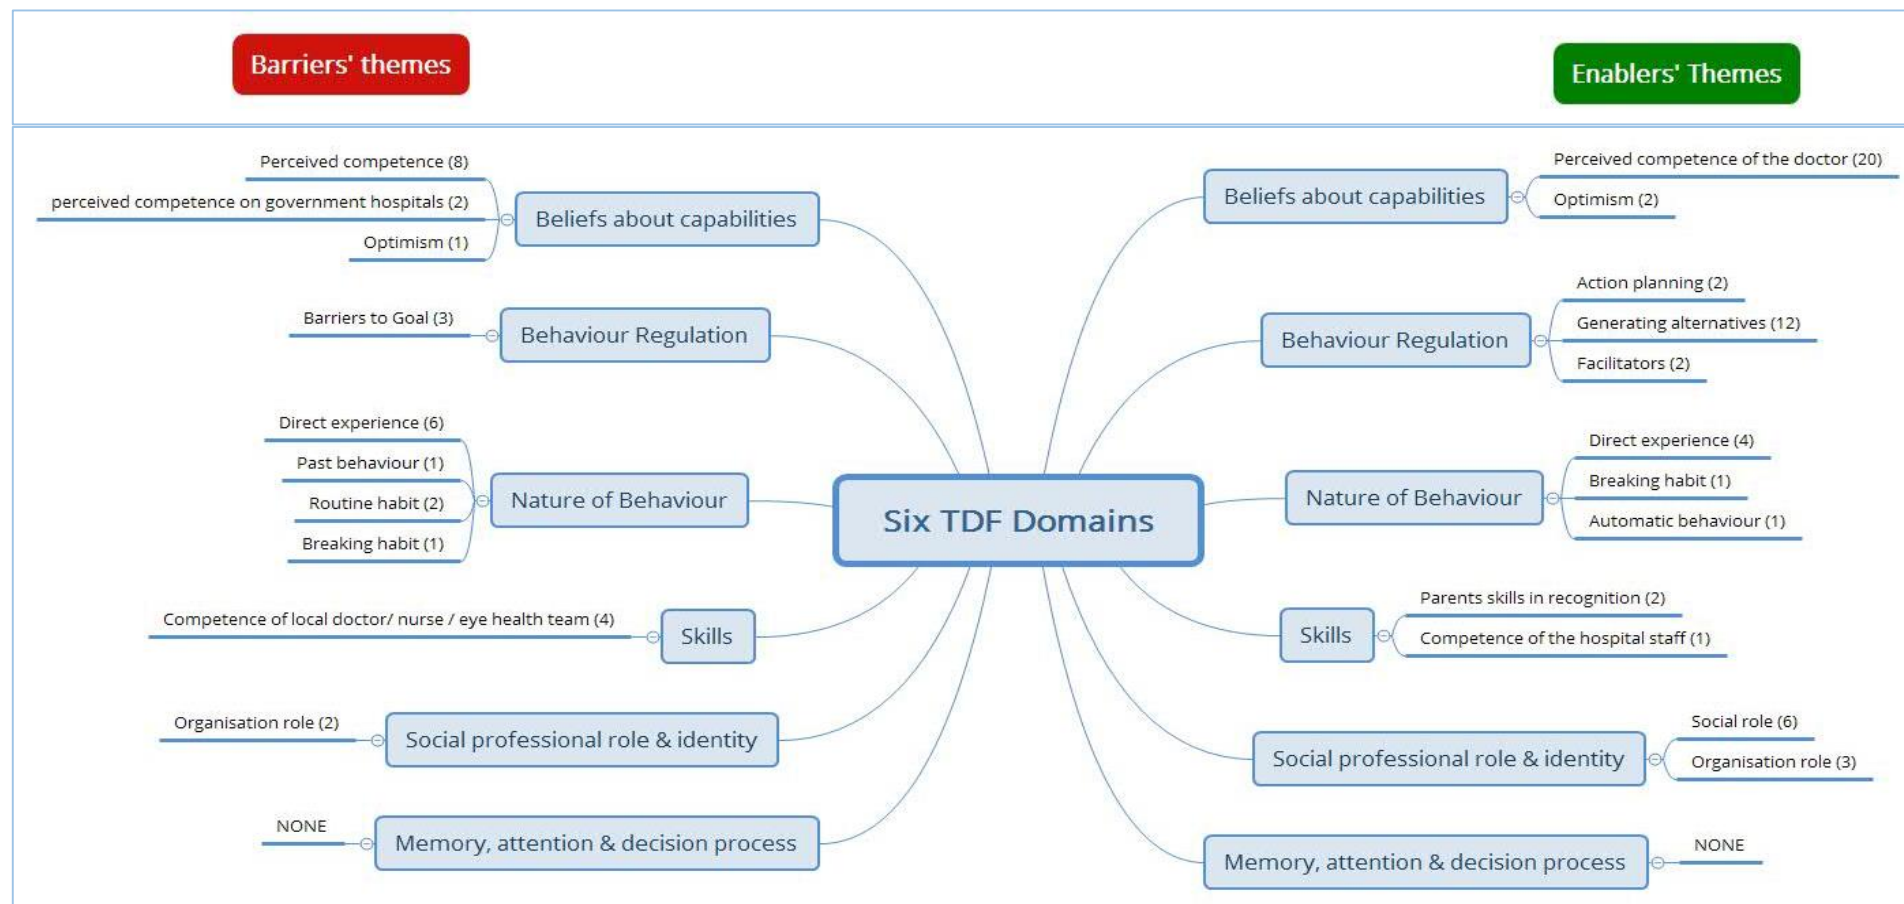 Barriers' themes
Enablers' Themes
Perceived competence (8)
perceived competence on government hospitals (2)
Optimism (1)
Beliefs about capabilities
Barriers to Goal (3)
Behaviour Regulation
Direct experience (6)
Past behaviour (1)
Routine habit (2)
Breaking habit (1)
Nature of Behaviour
Competence of local doctor/ nurse / eye health team (4)
Skills
Organisation role (2)
Social professional role & identity
NONE
Memory, attention & decision process
Six TDF Domains
Beliefs about capabilities
Perceived competence of the doctor (20)
Optimism (2)
Behaviour Regulation
Action planning (2)
Generating alternatives (12)
Facilitators (2)
Nature of Behaviour
Direct experience (4)
Breaking habit (1)
Automatic behaviour (1)
Skills
Parents skills in recognition (2)
Competence of the hospital staff (1)
Social professional role & identity
Social role (6)
Organisation role (3)
Memory, attention & decision process
NONE